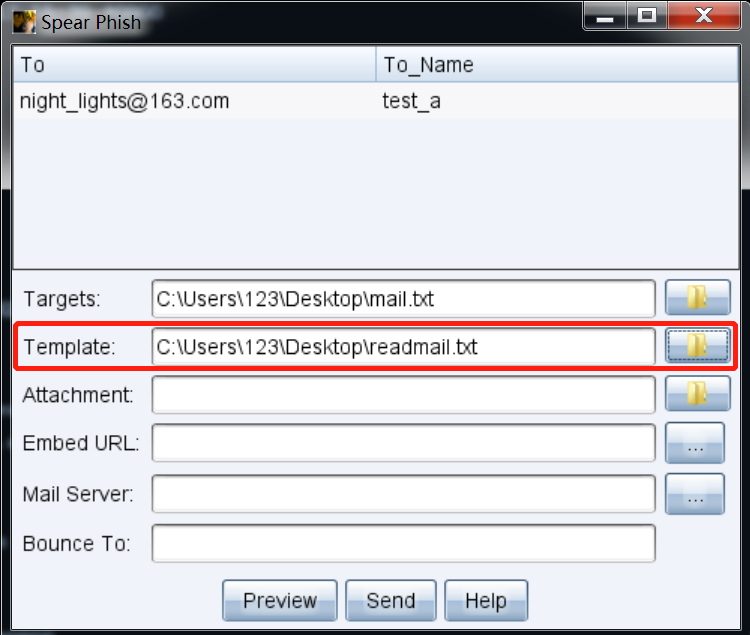 Spear Phish
To To_Name
night_lights@163.com test_a
Targets: C:\Users\123\Desktop\mail.txt
Template: C:\Users\123\Desktop\readmail.txt
Attachment:
Embed URL: ...
Mail Server: ...
Bounce To:
Preview Send Help